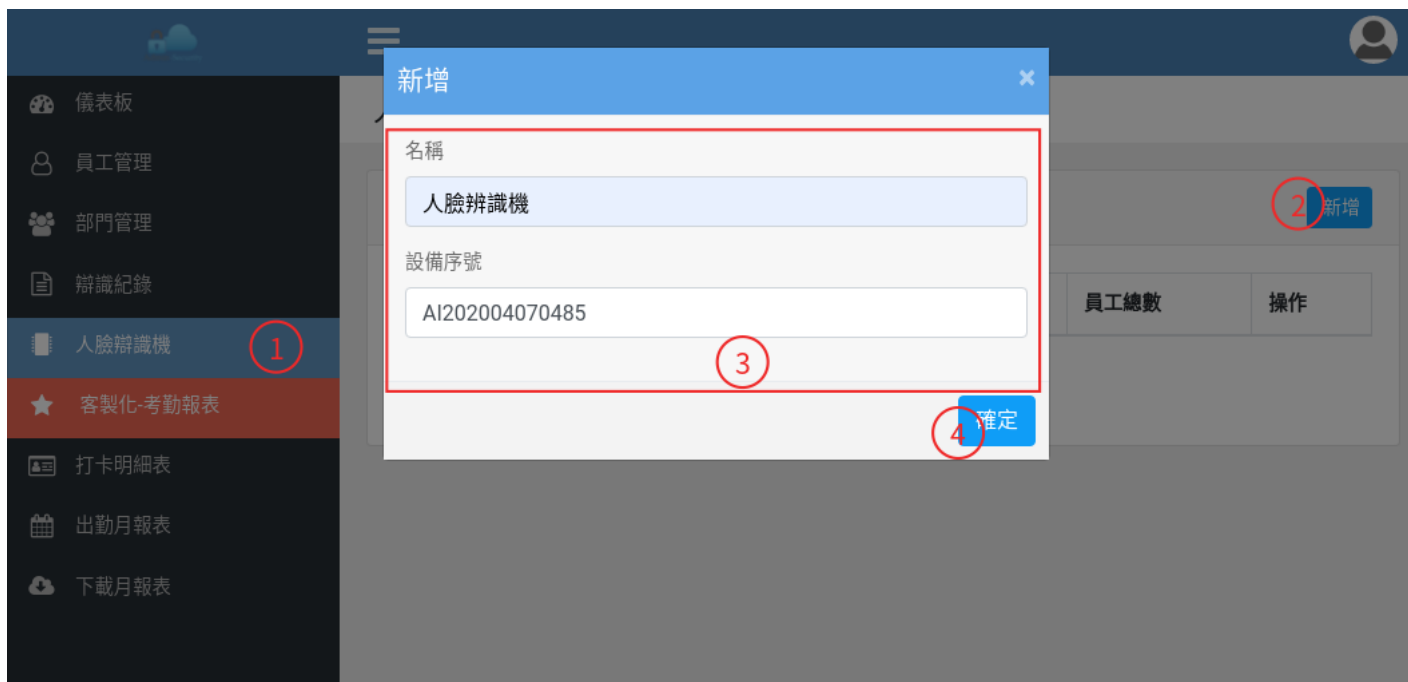 儀表板
員工管理
部門管理
辯識紀錄
人臉辯識機
1
客製化-考勤報表
打卡明細表
出勤月報表
下載月報表
新增 ×
名稱
人臉辨識機
設備序號
AI202004070485
3
4 確定
2 新增
員工總數 操作